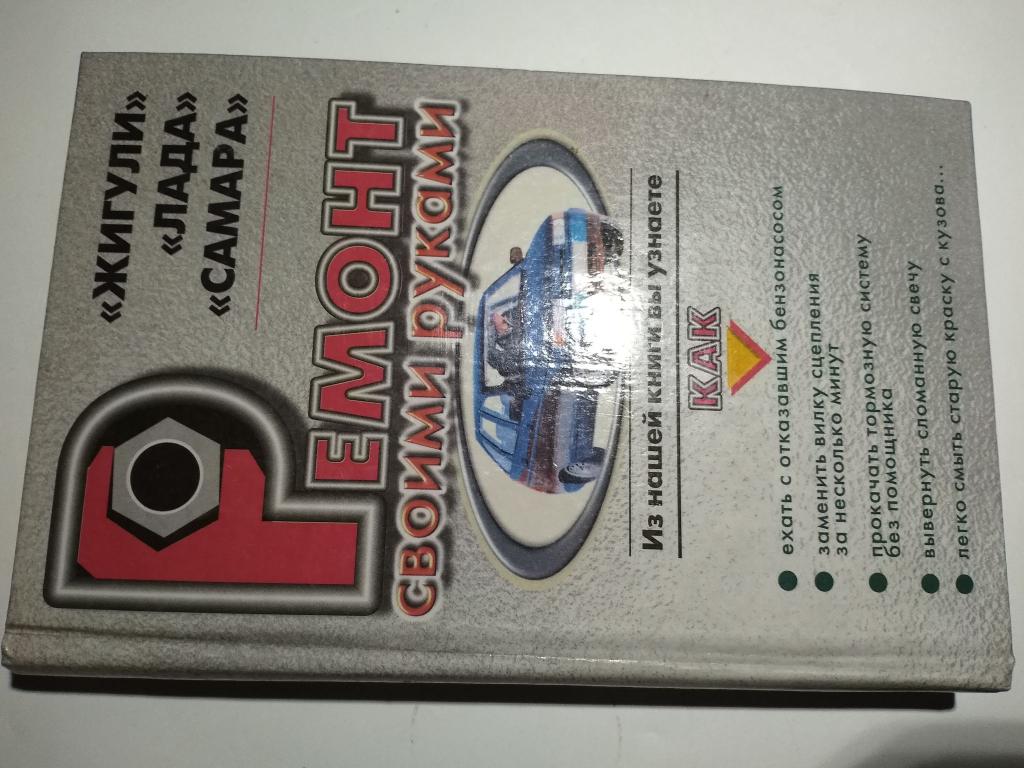 «ЖИГУЛИ»
«ЛАДА»
«САМАРА»
РЕМОНТ
СВОИМИ РУКАМИ
Из нашей книги вы узнаете
КАК
ехать с отказавшим бензонасосом
заменить вилку сцепления
за несколько минут
прокачать тормозную систему
без помощника
вывернуть сломанную свечу
легко смыть старую краску с кузова...